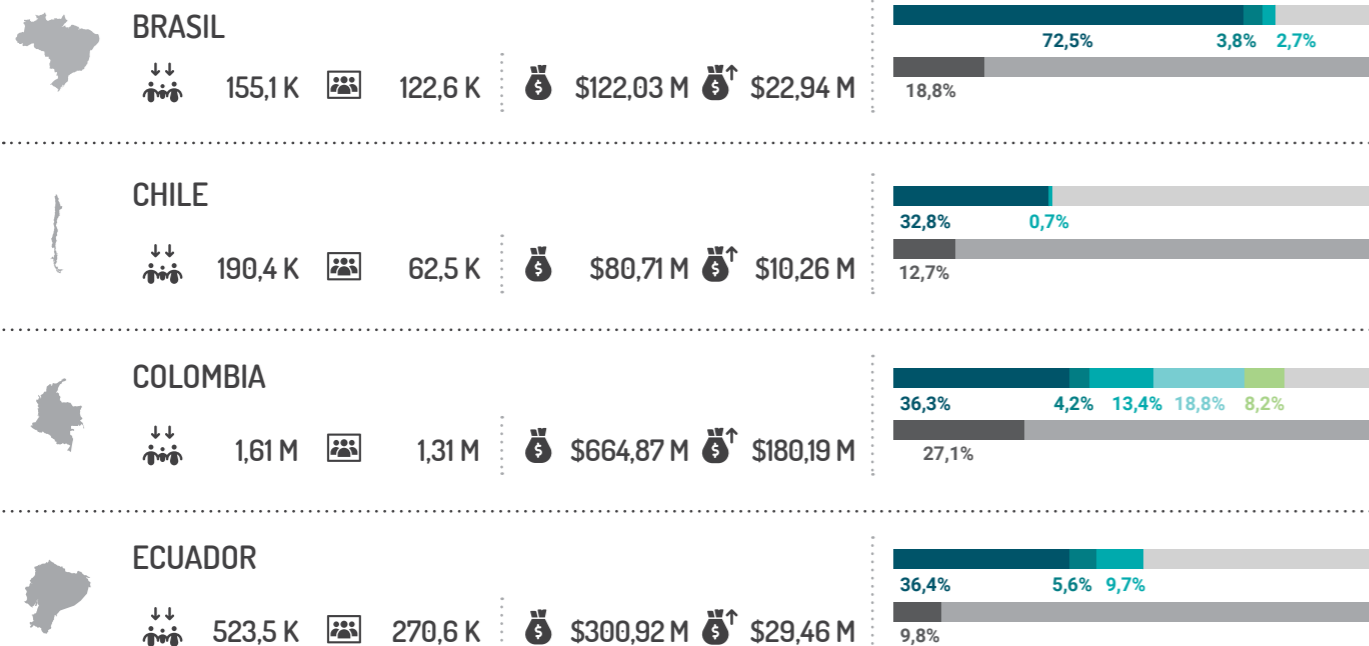 BRASIL
72,5% 3,8% 2,7%
155,1 K 122,6 K $122,03 M $22,94 M
18,8%
CHILE
32,8% 0,7%
190,4 K 62,5 K $80,71 M $10,26 M
12,7%
COLOMBIA
36,3% 4,2% 13,4% 18,8% 8,2%
1,61 M 1,31 M $664,87 M $180,19 M
27,1%
ECUADOR
36,4% 5,6% 9,7%
523,5 K 270,6 K $300,92 M $29,46 M
9,8%